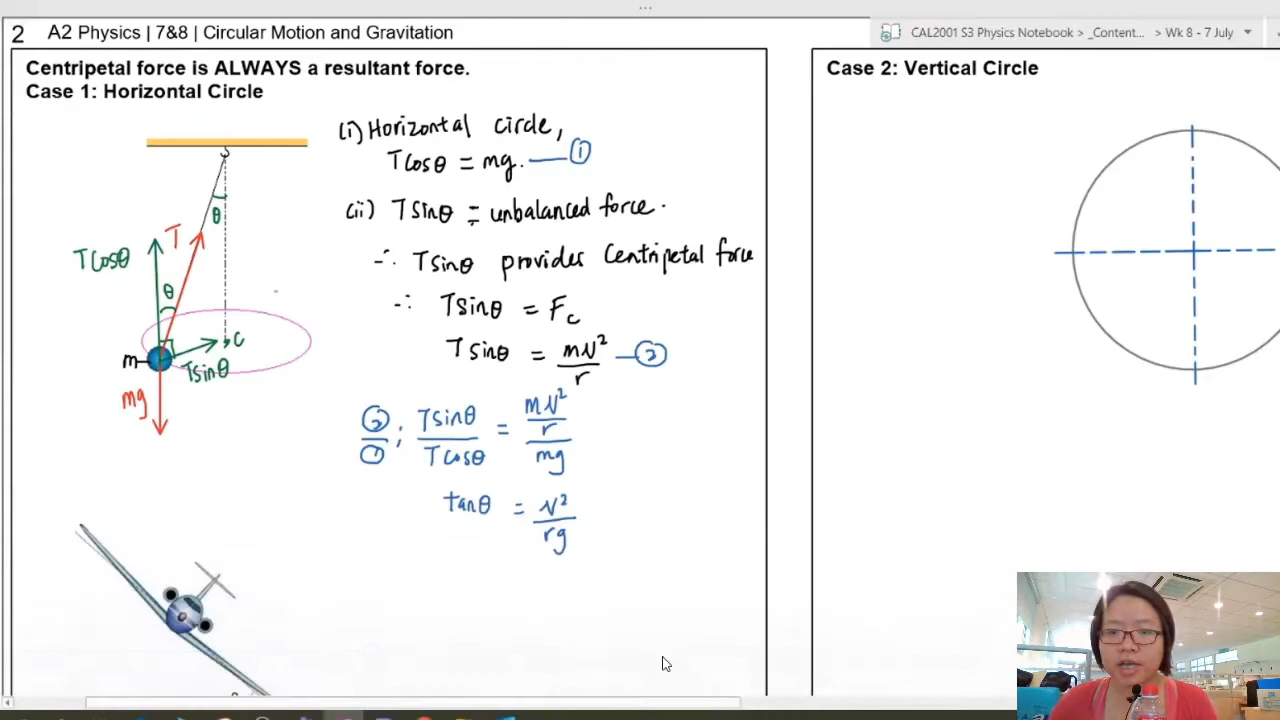 2 A2 Physics | 7&8 | Circular Motion and Gravitation
CAL2001 S3 Physics Notebook > _Content... > Wk 8 - 7 July
Centripetal force is ALWAYS a resultant force.
Case 1: Horizontal Circle
(i) Horizontal circle,
Tcosθ = mg. — ①
(ii) Tsinθ = unbalanced force.
∴ Tsinθ provides Centripetal force
∴ Tsinθ = Fc
Tsinθ = mv²/r — ②
②/① ; Tsinθ/Tcosθ = (mv²/r)/mg
tanθ = v²/rg
θ
T
Tcosθ
θ
C
m
Tsinθ
mg
Case 2: Vertical Circle